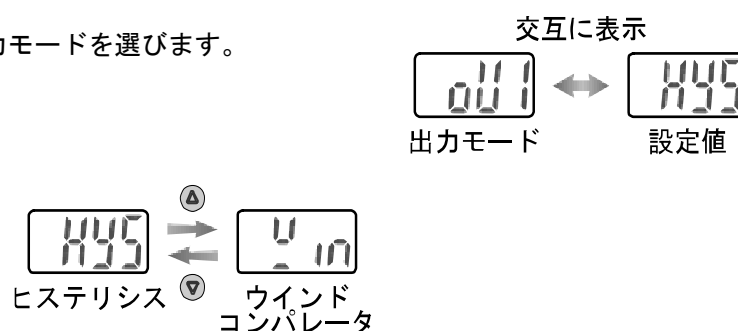 力モードを選びます。
交互に表示
oU1
HYS
出力モード
設定値
HYS
Win
ヒステリシス
ウインド
コンパレータ